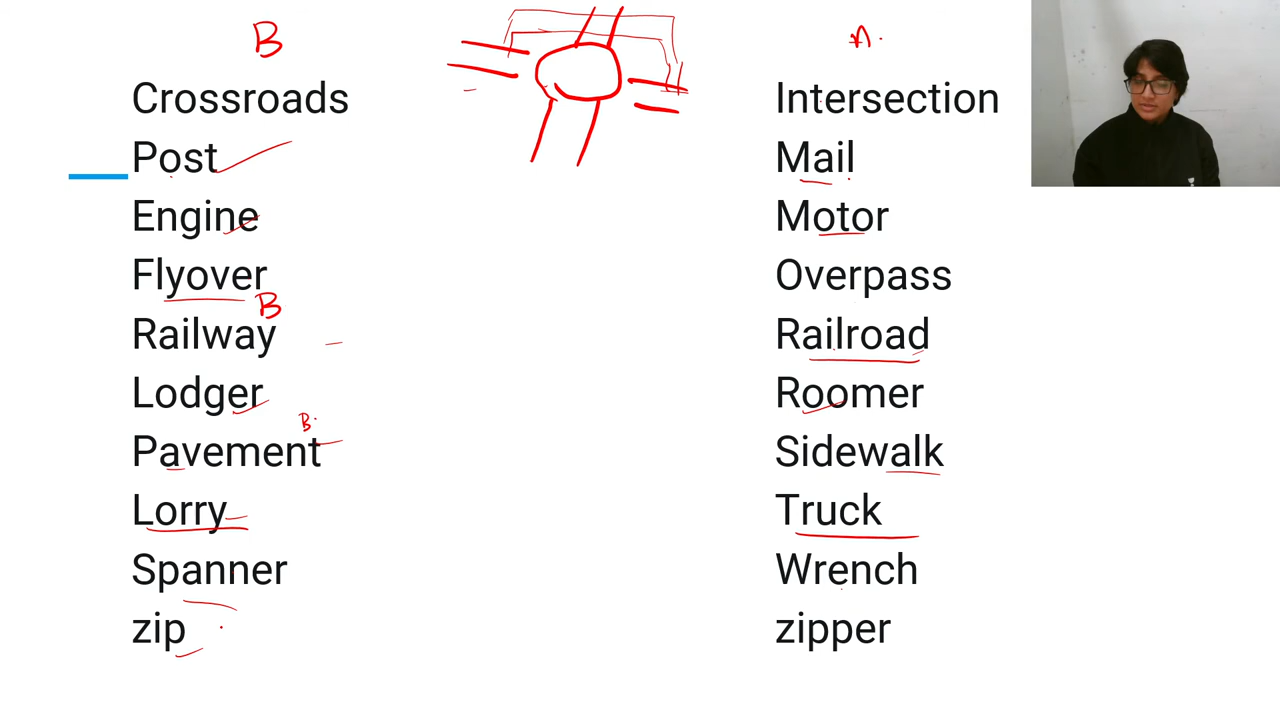 B A.
Crossroads Intersection
Post Mail
Engine Motor
Flyover Overpass
B
Railway Railroad
Lodger Roomer
B.
Pavement Sidewalk
Lorry Truck
Spanner Wrench
zip zipper